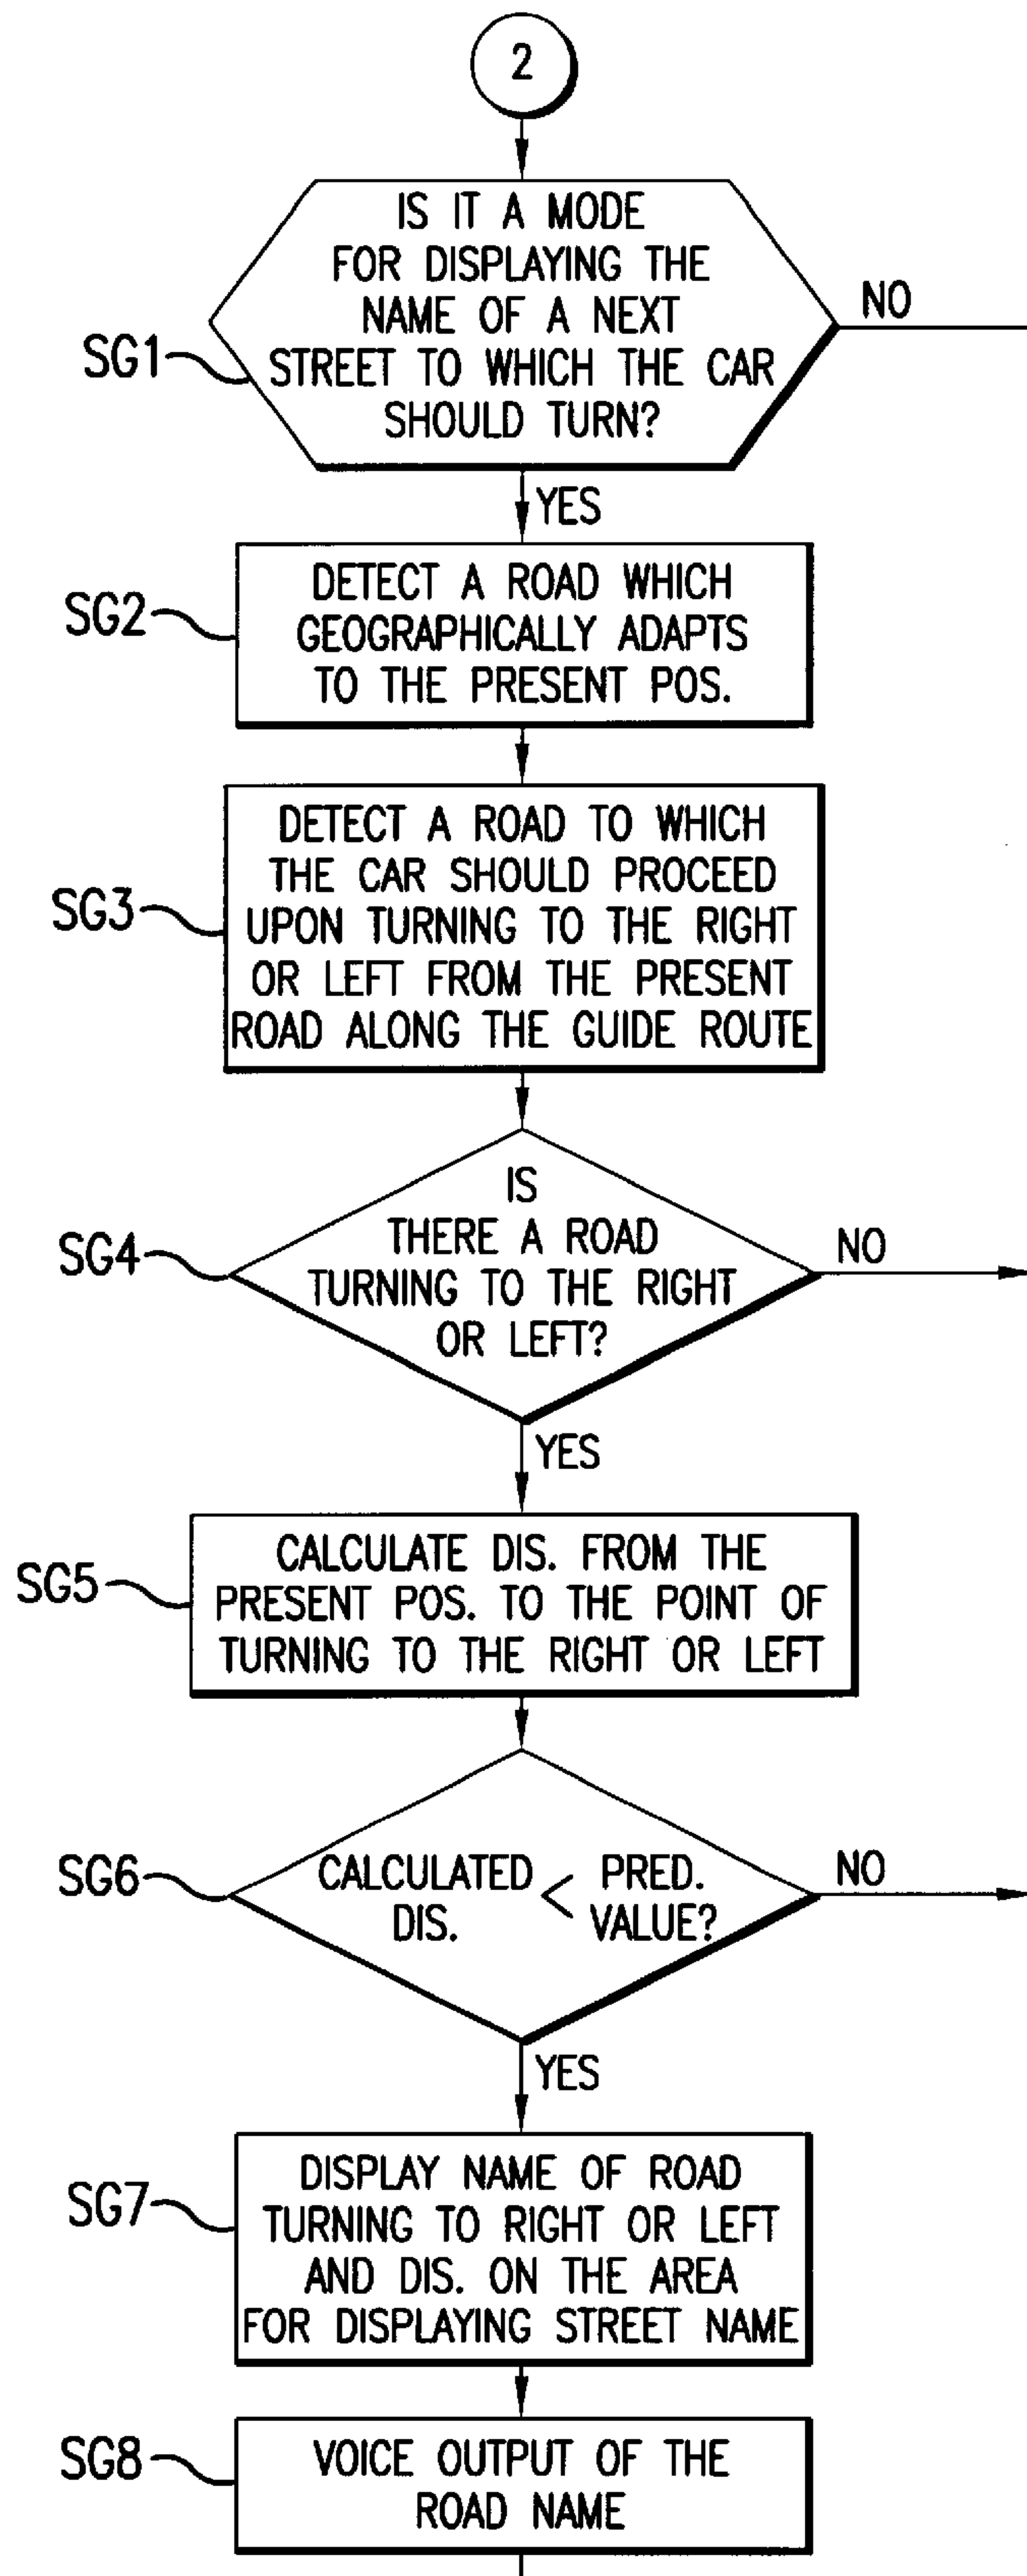 2
IS IT A MODE
FOR DISPLAYING THE
NAME OF A NEXT
STREET TO WHICH THE CAR
SHOULD TURN?
NO
SG1
YES
DETECT A ROAD WHICH
GEOGRAPHICALLY ADAPTS
TO THE PRESENT POS.
SG2
DETECT A ROAD TO WHICH
THE CAR SHOULD PROCEED
UPON TURNING TO THE RIGHT
OR LEFT FROM THE PRESENT
ROAD ALONG THE GUIDE ROUTE
SG3
IS
THERE A ROAD
TURNING TO THE RIGHT
OR LEFT?
SG4
NO
YES
CALCULATE DIS. FROM THE
PRESENT POS. TO THE POINT OF
TURNING TO THE RIGHT OR LEFT
SG5
CALCULATED DIS. < PRED. VALUE?
SG6
NO
YES
DISPLAY NAME OF ROAD
TURNING TO RIGHT OR LEFT
AND DIS. ON THE AREA
FOR DISPLAYING STREET NAME
SG7
VOICE OUTPUT OF THE
ROAD NAME
SG8